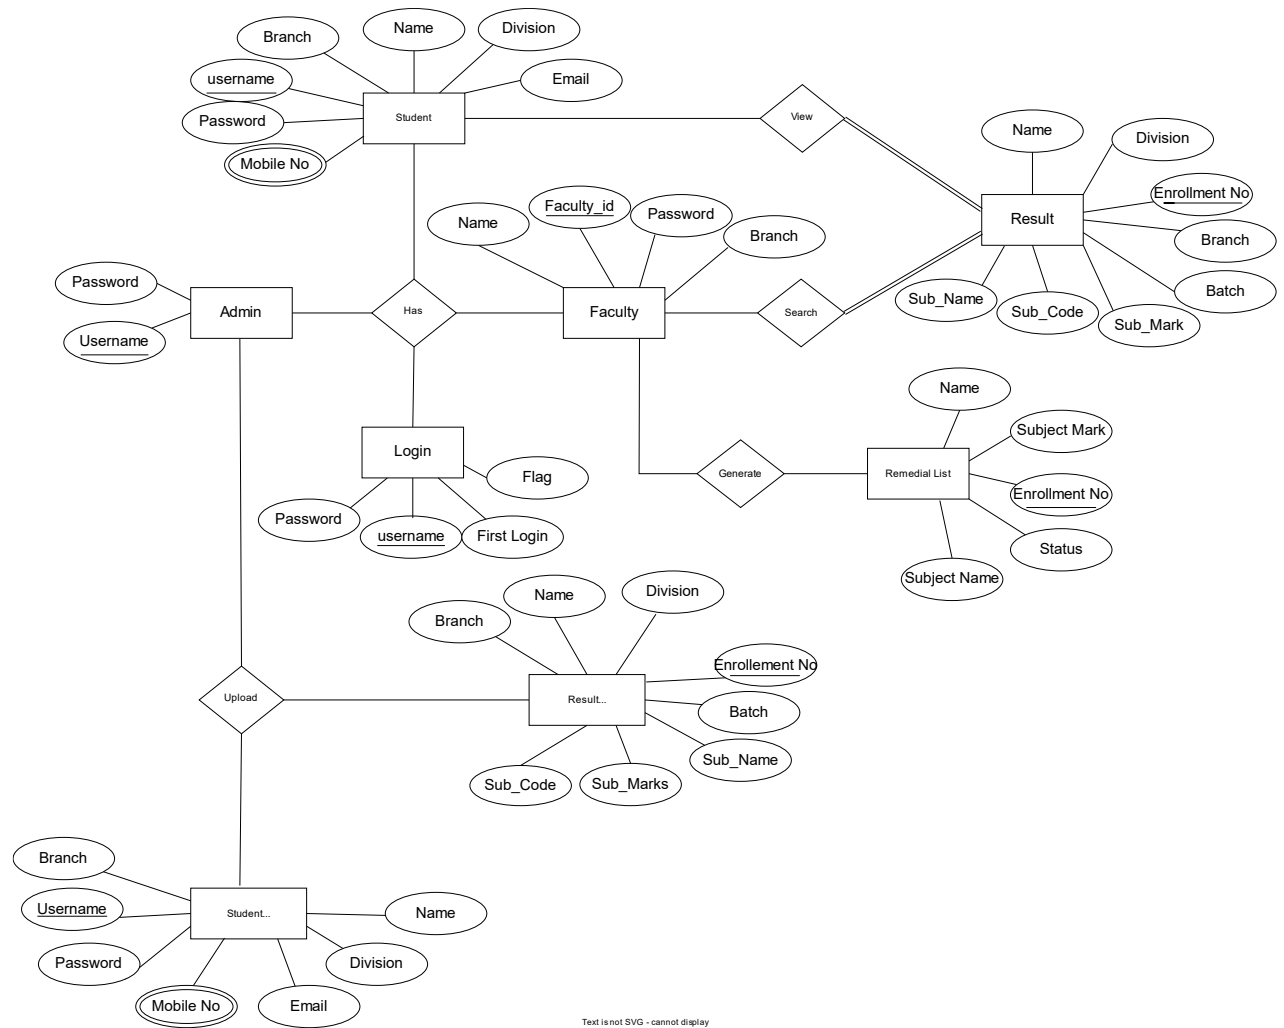 Name
Division
Branch
Email
username
Password
Mobile No
Student
View
Name
Division
Enrollment No
Branch
Batch
Result
Sub_Name
Sub_Code
Sub_Mark
Name
Faculty_id
Password
Branch
Password
Username
Admin
Has
Faculty
Search
Login
Flag
Password
username
First Login
Generate
Name
Subject Mark
Remedial List
Enrollment No
Status
Subject Name
Branch
Name
Division
Enrollement No
Upload
Result...
Batch
Sub_Name
Sub_Code
Sub_Marks
Branch
Username
Student...
Name
Password
Division
Mobile No
Email
Text is not SVG - cannot display